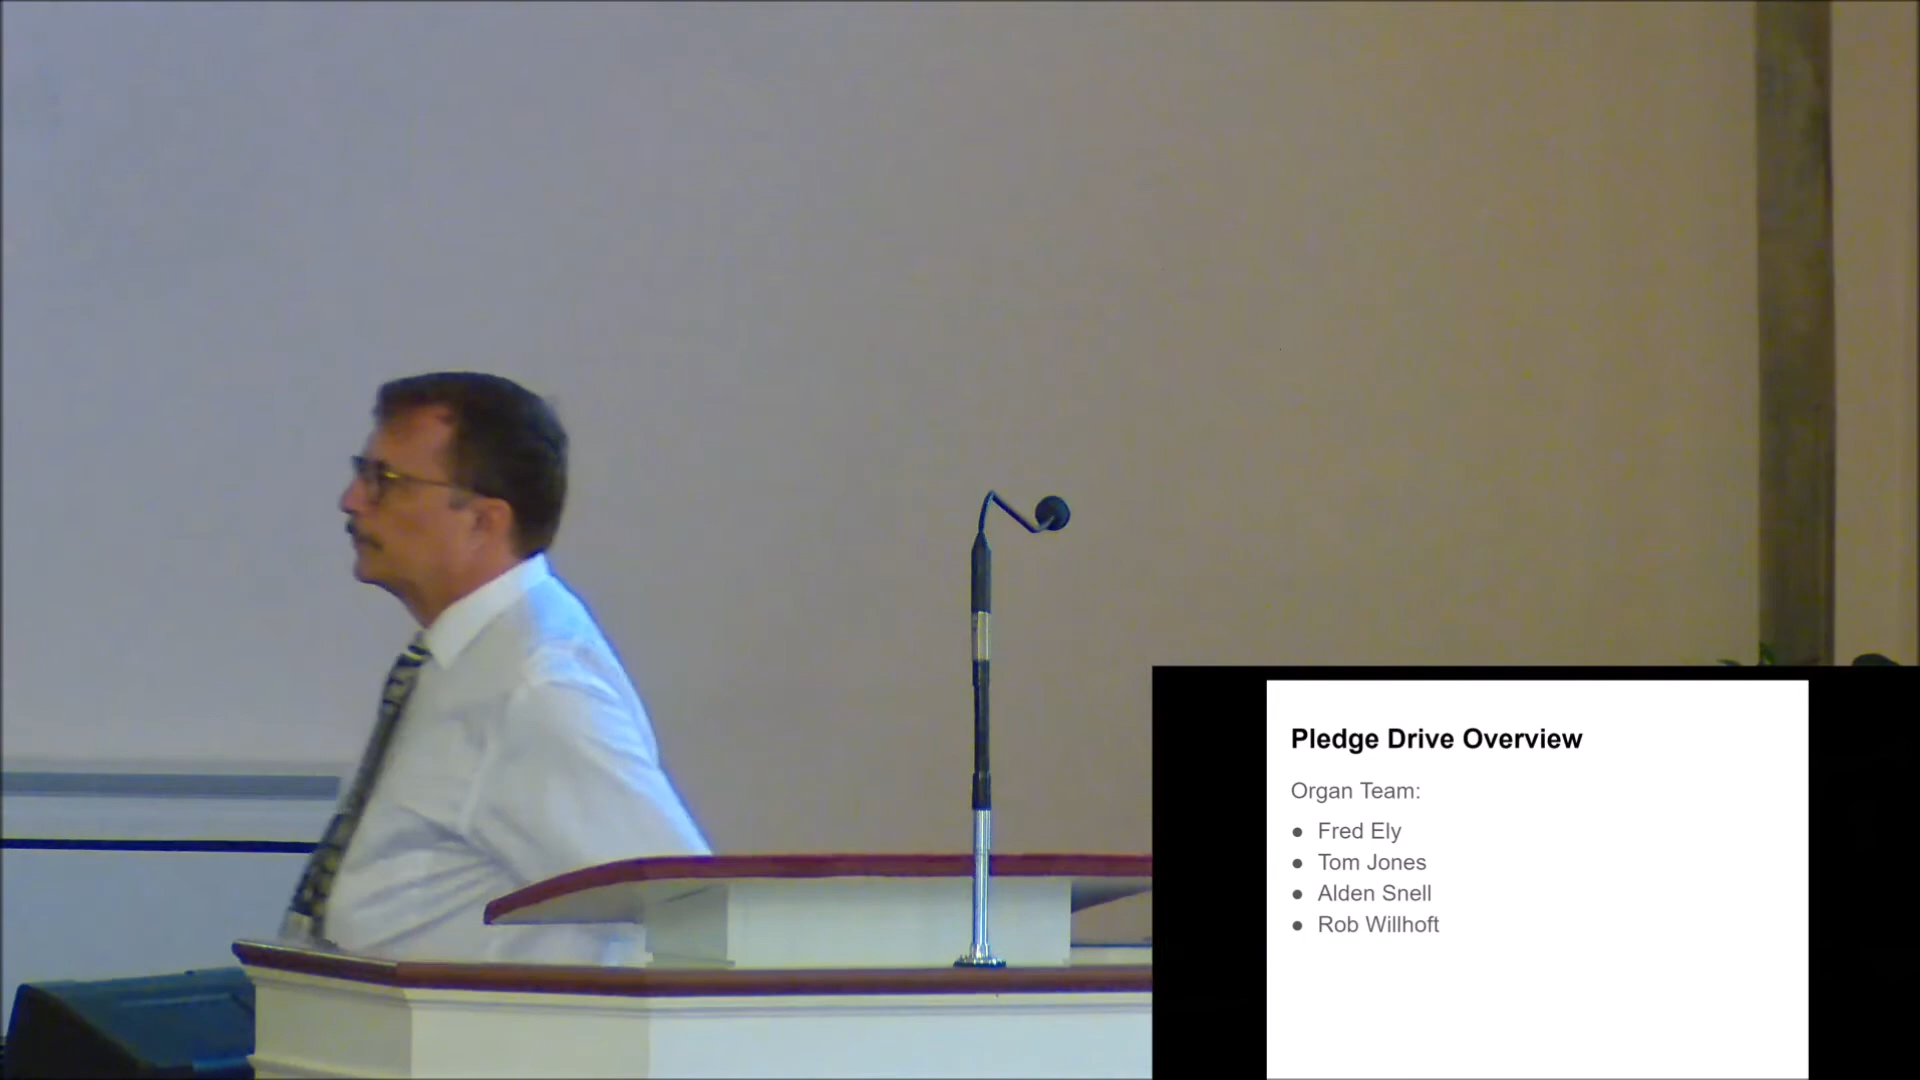 Pledge Drive Overview
Organ Team:
● Fred Ely
● Tom Jones
● Alden Snell
● Rob Willhoft